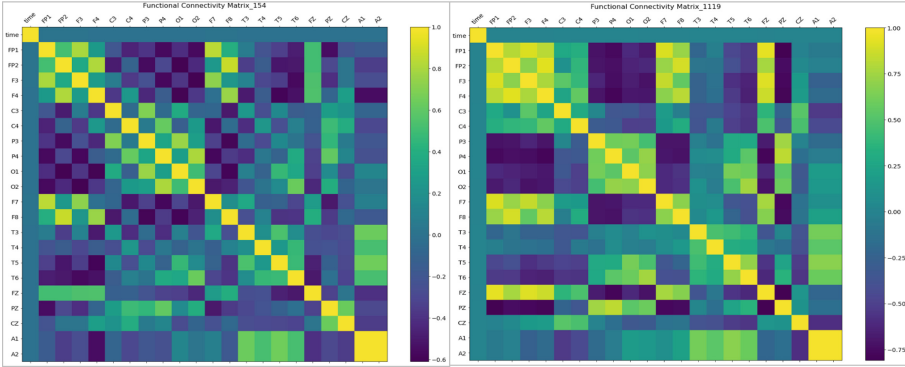 Functional Connectivity Matrix_154
time FP1 FP2 F3 F4 C3 C4 P3 P4 O1 O2 F7 F8 T3 T4 T5 T6 FZ PZ CZ A1 A2
time
FP1
FP2
F3
F4
C3
C4
P3
P4
O1
O2
F7
F8
T3
T4
T5
T6
FZ
PZ
CZ
A1
A2
1.0
0.8
0.6
0.4
0.2
0.0
−0.2
−0.4
−0.6
Functional Connectivity Matrix_1119
time FP1 FP2 F3 F4 C3 C4 P3 P4 O1 O2 F7 F8 T3 T4 T5 T6 FZ PZ CZ A1 A2
time
FP1
FP2
F3
F4
C3
C4
P3
P4
O1
O2
F7
F8
T3
T4
T5
T6
FZ
PZ
CZ
A1
A2
1.00
0.75
0.50
0.25
0.00
−0.25
−0.50
−0.75